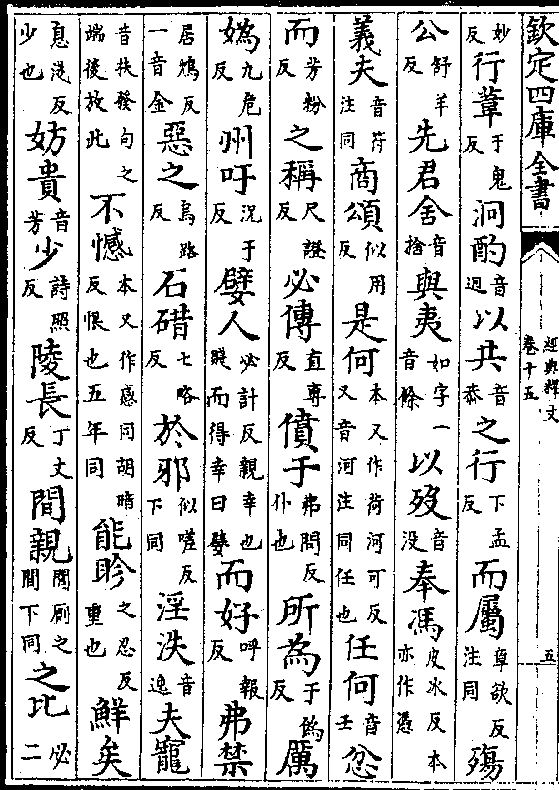 欽定四庫全書
經典釋文
卷十五
五
妙反行葦于鬼反泂酌音迥以共音恭之行下孟反而屬章欲反注同殤
公舒羊反先君舍音捨與夷如字一音餘以歿音没奉馮皮冰反本亦作憑
義夫音符注同商頌似用反是何本又作荷河可反又音河注同任也任何音壬忿
而芳粉反之稱尺證反必傳直專反僨于弗問反仆也所為于偽反厲
媯九危反州吁況于反嬖人必計反親幸也賤而得幸曰嬖而好呼報反弗禁
居鴆反一音金惡之烏路反石碏七略反於邪似嗟反下同淫泆音逸夫寵
音扶發句之端後放此不憾本又作感同胡暗反恨也五年同能眕之忍反重也鮮矣
息淺反少也妨貴音芳少詩照反陵長丁丈反間親間廁之間下同之比必二